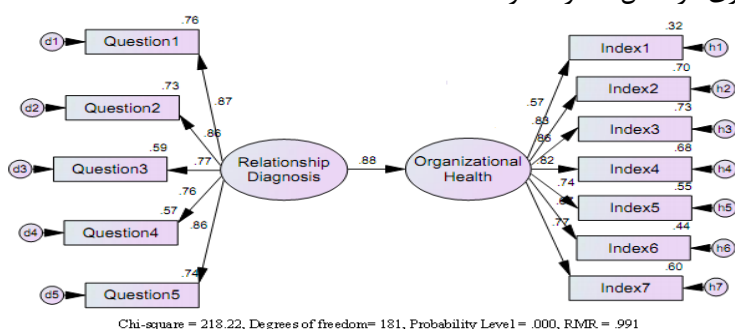 .76
.32
d1
Question1
Index1
h1
.87
.57
.73
.70
d2
Question2
Index2
h2
.86
.83
.59
.73
d3
Question3
.77
Index3
h3
.86
Relationship
Diagnosis
.88
Organizational
Health
.82
.68
Index4
h4
.76
.74
.55
.57
d4
Question4
Index5
h5
.86
.77
.44
Index6
h6
.74
.60
d5
Question5
Index7
h7
Chi-square = 218.22, Degrees of freedom= 181, Probability Level = .000, RMR = .991